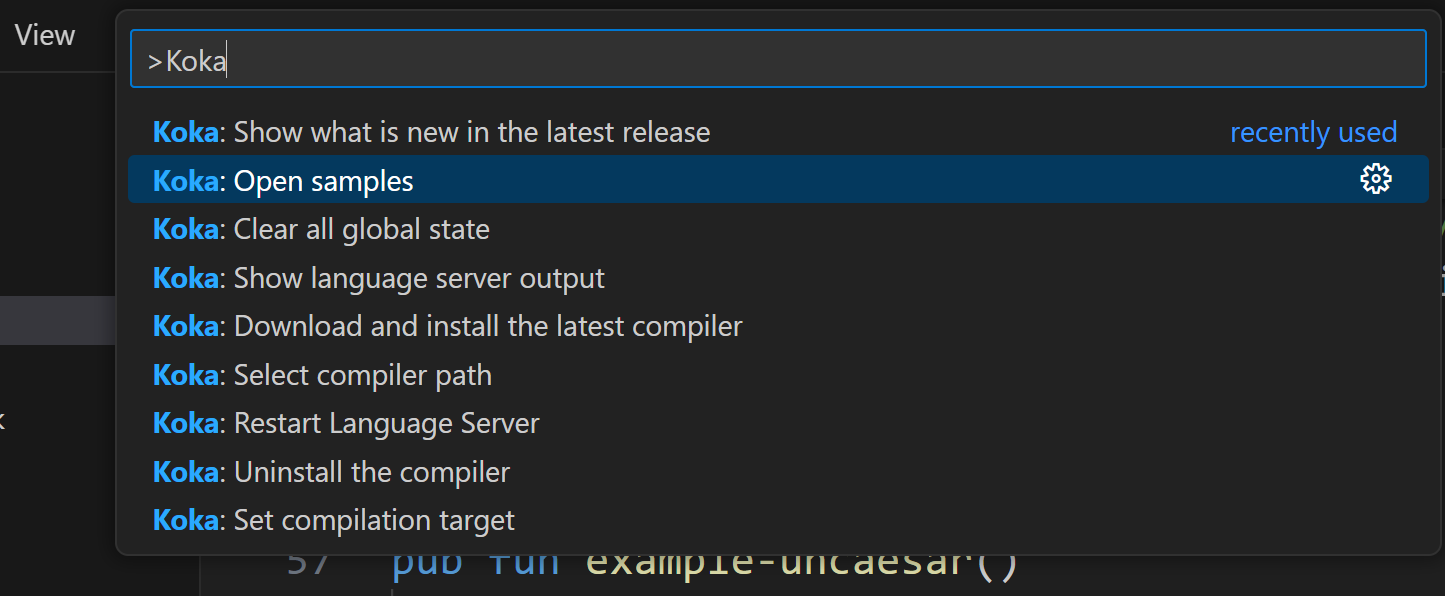 View
>Koka
Koka: Show what is new in the latest release recently used
Koka: Open samples
Koka: Clear all global state
Koka: Show language server output
Koka: Download and install the latest compiler
Koka: Select compiler path
Koka: Restart Language Server
Koka: Uninstall the compiler
Koka: Set compilation target
57 pub fun example-uncaesar()